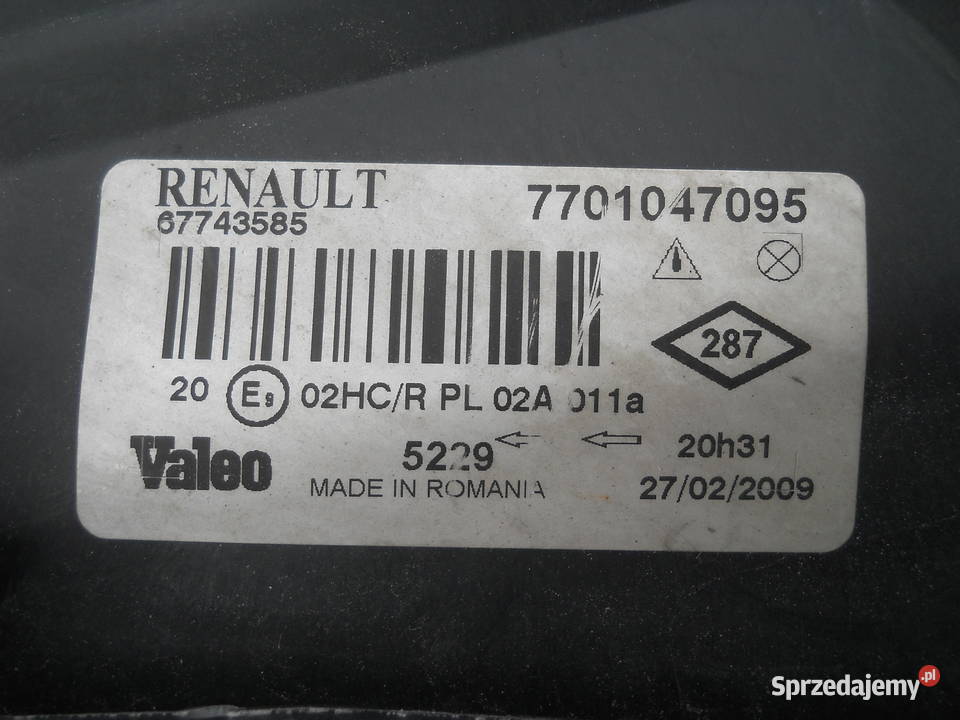 RENAULT
67743585
7701047095
287
20 E9 02HC/R PL 02A 011a
Valeo
5229
20h31
MADE IN ROMANIA
27/02/2009
Sprzedajemy.pl